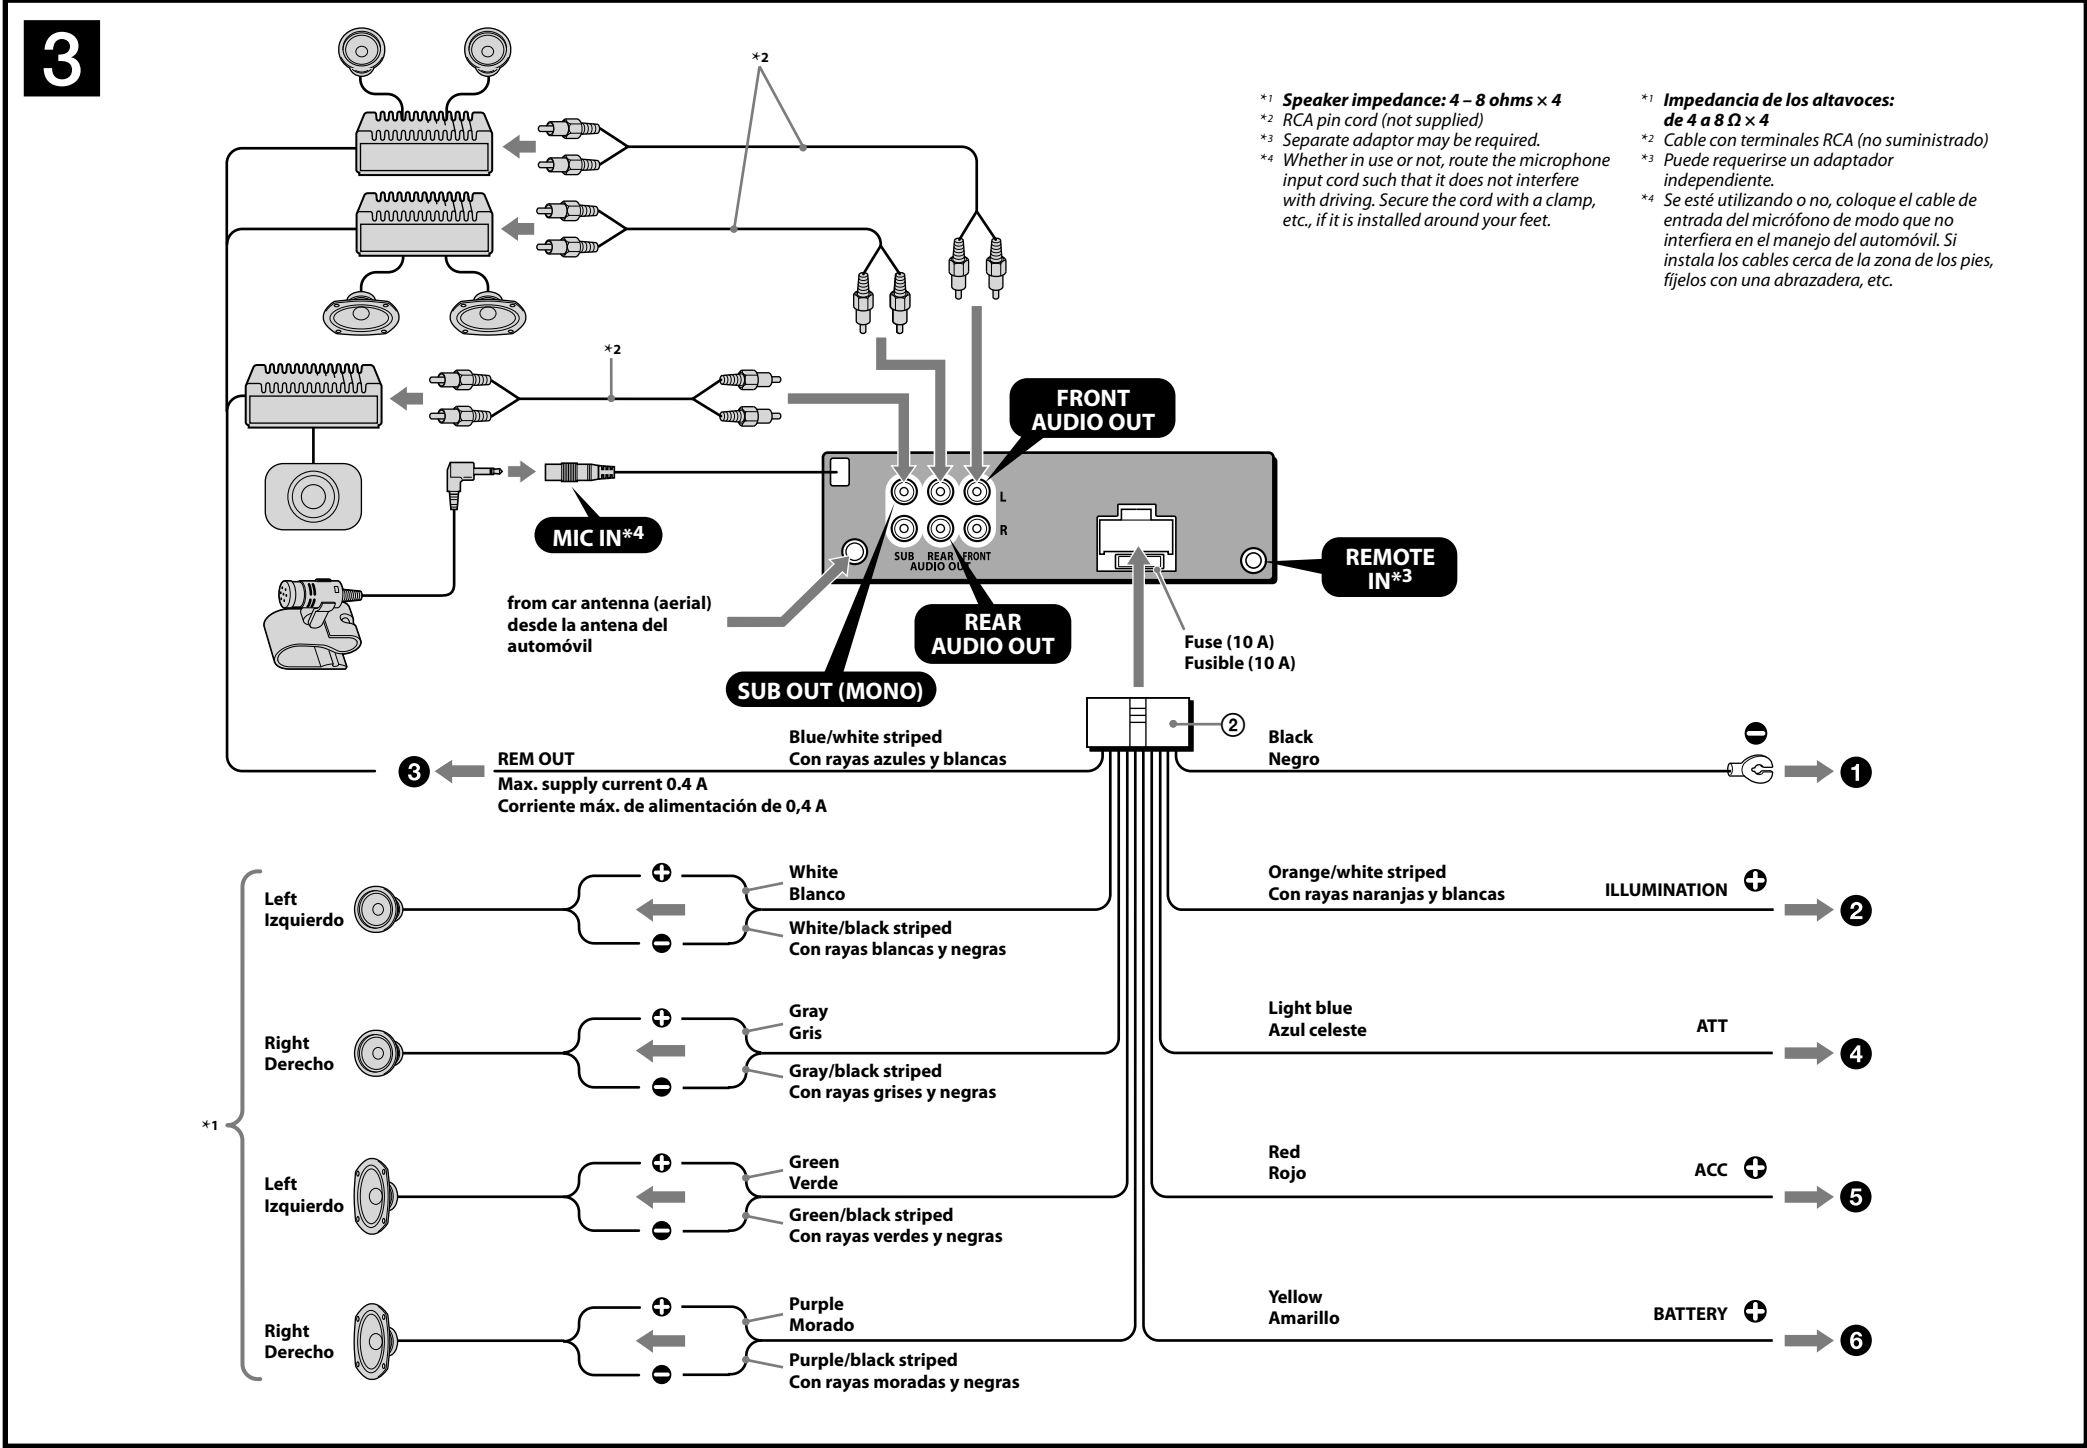 3
*2
*1 Speaker impedance: 4 – 8 ohms × 4
*2 RCA pin cord (not supplied)
*3 Separate adaptor may be required.
*4 Whether in use or not, route the microphone
input cord such that it does not interfere
with driving. Secure the cord with a clamp,
etc., if it is installed around your feet.
*1 Impedancia de los altavoces:
de 4 a 8 Ω × 4
*2 Cable con terminales RCA (no suministrado)
*3 Puede requerirse un adaptador
independiente.
*4 Se esté utilizando o no, coloque el cable de
entrada del micrófono de modo que no
interfiera en el manejo del automóvil. Si
instala los cables cerca de la zona de los pies,
fíjelos con una abrazadera, etc.
*2
FRONT
AUDIO OUT
L
R
SUB REAR FRONT
AUDIO OUT
MIC IN*4
REMOTE
IN*3
from car antenna (aerial)
desde la antena del
automóvil
REAR
AUDIO OUT
Fuse (10 A)
Fusible (10 A)
SUB OUT (MONO)
②
3
REM OUT
Max. supply current 0.4 A
Corriente máx. de alimentación de 0,4 A
Blue/white striped
Con rayas azules y blancas
Black
Negro
1
*1
Left
Izquierdo
White
Blanco
White/black striped
Con rayas blancas y negras
Orange/white striped
Con rayas naranjas y blancas
ILLUMINATION
2
Right
Derecho
Gray
Gris
Gray/black striped
Con rayas grises y negras
Light blue
Azul celeste
ATT
4
Left
Izquierdo
Green
Verde
Green/black striped
Con rayas verdes y negras
Red
Rojo
ACC
5
Right
Derecho
Purple
Morado
Purple/black striped
Con rayas moradas y negras
Yellow
Amarillo
BATTERY
6